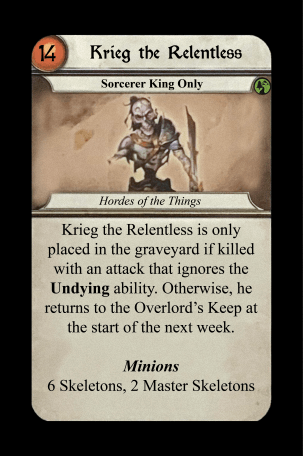 14
Krieg the Relentless
Sorcerer King Only
Hordes of the Things
Krieg the Relentless is only
placed in the graveyard if killed
with an attack that ignores the
Undying ability. Otherwise, he
returns to the Overlord's Keep at
the start of the next week.
Minions
6 Skeletons, 2 Master Skeletons